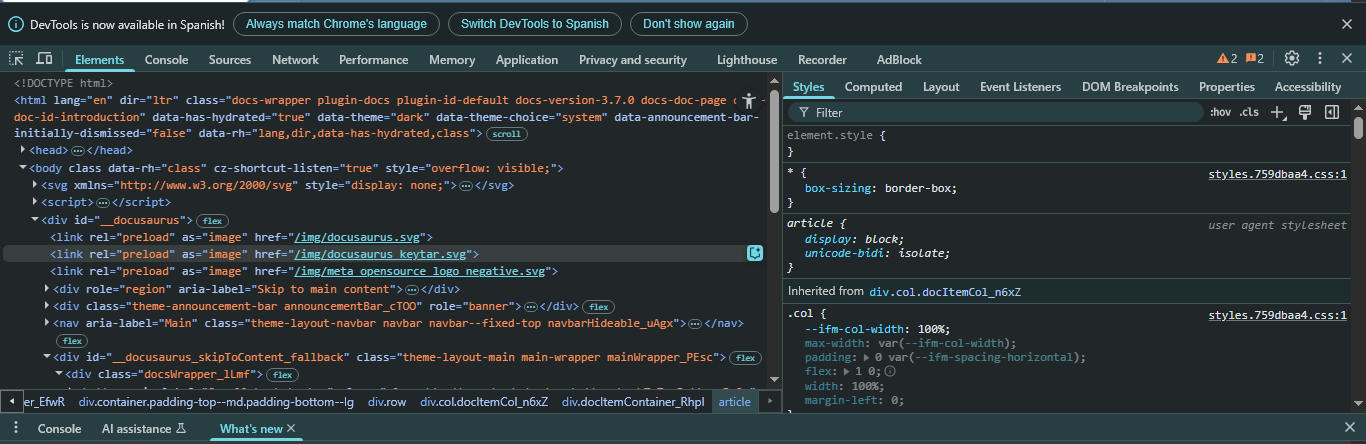 DevTools is now available in Spanish! Always match Chrome's language Switch DevTools to Spanish Don't show again
Elements Console Sources Network Performance Memory Application Privacy and security Lighthouse Recorder AdBlock 2 2
<!DOCTYPE html>
<html lang="en" dir="ltr" class="docs-wrapper plugin-docs plugin-id-default docs-version-3.7.0 docs-doc-page
doc-id-introduction" data-has-hydrated="true" data-theme="dark" data-theme-choice="system" data-announcement-bar-
initially-dismissed="false" data-rh="lang,dir,data-has-hydrated,class"> scroll
<head> … </head>
<body class data-rh="class" cz-shortcut-listen="true" style="overflow: visible;">
<svg xmlns="http://www.w3.org/2000/svg" style="display: none;"> … </svg>
<script> … </script>
<div id="__docusaurus"> flex
<link rel="preload" as="image" href="/img/docusaurus.svg">
<link rel="preload" as="image" href="/img/docusaurus_keytar.svg">
<link rel="preload" as="image" href="/img/meta_opensource_logo_negative.svg">
<div role="region" aria-label="Skip to main content"> … </div>
<div class="theme-announcement-bar announcementBar_cTOO" role="banner"> … </div> flex
<nav aria-label="Main" class="theme-layout-navbar navbar navbar--fixed-top navbarHideable_uAgx"> … </nav>
flex
<div id="__docusaurus_skipToContent_fallback" class="theme-layout-main main-wrapper mainWrapper_PEsc"> flex
<div class="docsWrapper_lLmf"> flex
er_EfwR div.container.padding-top--md.padding-bottom--lg div.row div.col.docItemCol_n6xZ div.docItemContainer_RhpI article
Styles Computed Layout Event Listeners DOM Breakpoints Properties Accessibility
Filter :hov .cls
element.style {
}
* { styles.759dbaa4.css:1
box-sizing: border-box;
}
article { user agent stylesheet
display: block;
unicode-bidi: isolate;
}
Inherited from div.col.docItemCol_n6xZ
.col { styles.759dbaa4.css:1
--ifm-col-width: 100%;
max-width: var(--ifm-col-width);
padding: 0 var(--ifm-spacing-horizontal);
flex: 1 0;
width: 100%;
margin-left: 0;
}
Console AI assistance What's new